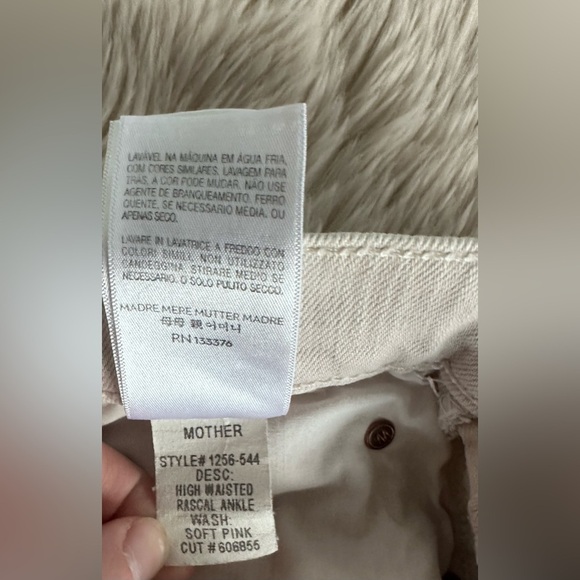 LAVÁVEL NA MÁQUINA EM ÁGUA FRIA,
COM CORES SIMILARES. LAVAGEM PARA
TRÁS, A COR PODE MUDAR. NÃO USE
AGENTE DE BRANQUEAMENTO. FERRO
QUENTE, SE NECESSARIO MEDIA, OU
APENAS SECO.
LAVARE IN LAVATRICE A FREDDO CON
COLORI SIMILI, NON UTILIZZATO
CANDEGGINA, STIRARE MEDIO SE
NECESSARIO. O SOLO PULITO SECCO.
MADRE MERE MUTTER MADRE
母母 親 어머니
RN 133376
MOTHER
STYLE# 1256-544
DESC:
HIGH WAISTED
RASCAL ANKLE
WASH:
SOFT PINK
CUT # 606855